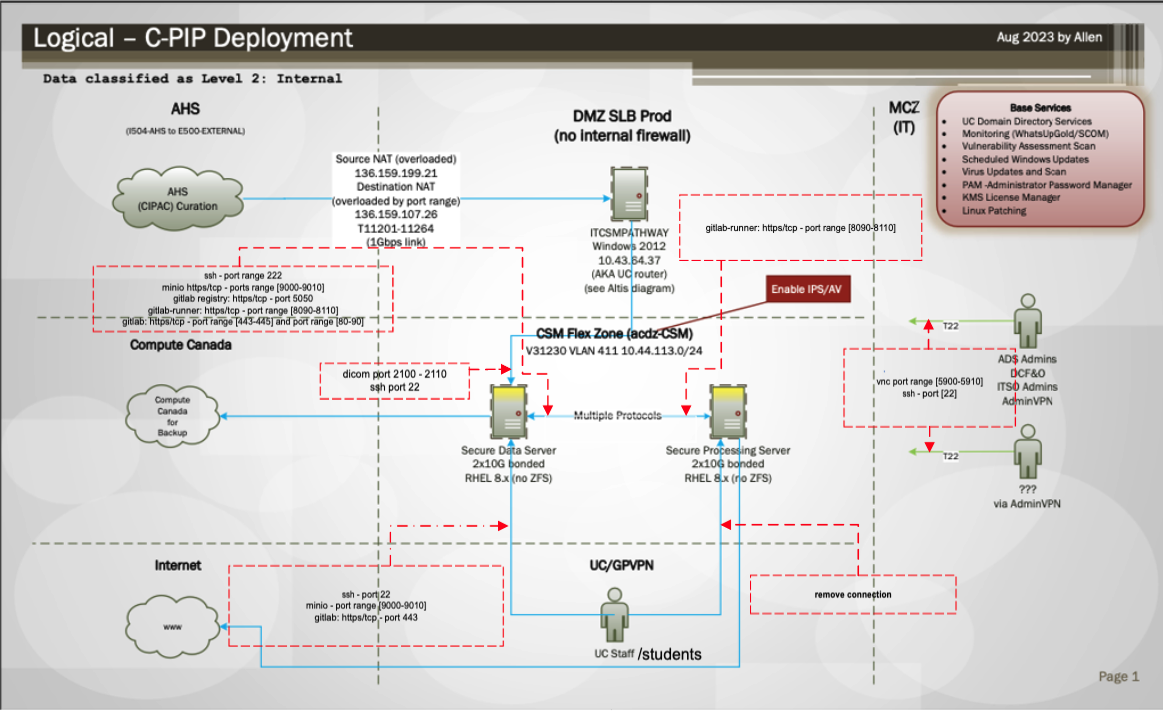 Logical – C-PIP Deployment
Aug 2023 by Allen
Data classified as Level 2: Internal
AHS
(I504-AHS to E500-EXTERNAL)
DMZ SLB Prod
(no internal firewall)
MCZ
(IT)
Base Services
• UC Domain Directory Services
• Monitoring (WhatsUpGold/SCOM)
• Vulnerability Assessment Scan
• Scheduled Windows Updates
• Virus Updates and Scan
• PAM -Administrator Password Manager
• KMS License Manager
• Linux Patching
AHS
(CIPAC) Curation
Source NAT (overloaded)
136.159.199.21
Destination NAT
(overloaded by port range)
136.159.107.26
T11201-11264
(1Gbps link)
ITCSMPATHWAY
Windows 2012
10.43.64.37
(AKA UC router)
(see Altis diagram)
gitlab-runner: https/tcp - port range [8090-8110]
ssh - port range 222
minio https/tcp - ports range [9000-9010]
gitlab registry: https/tcp - port 5050
gitlab-runner: https/tcp - port range [8090-8110]
gitlab: https/tcp - port range [443-445] and port range [80-90]
Enable IPS/AV
Compute Canada
CSM Flex Zone (acdz-CSM)
V31230 VLAN 411 10.44.113.0/24
T22
ADS Admins
DCF&O
ITSO Admins
AdminVPN
dicom port 2100 - 2110
ssh port 22
vnc port range [5900-5910]
ssh - port [22]
Compute
Canada
for
Backup
Multiple Protocols
Secure Data Server
2x10G bonded
RHEL 8.x (no ZFS)
Secure Processing Server
2x10G bonded
RHEL 8.x (no ZFS)
T22
???
via AdminVPN
Internet
UC/GPVPN
ssh - port 22
minio - port range [9000-9010]
gitlab: https/tcp - port 443
remove connection
www
UC Staff /students
Page 1